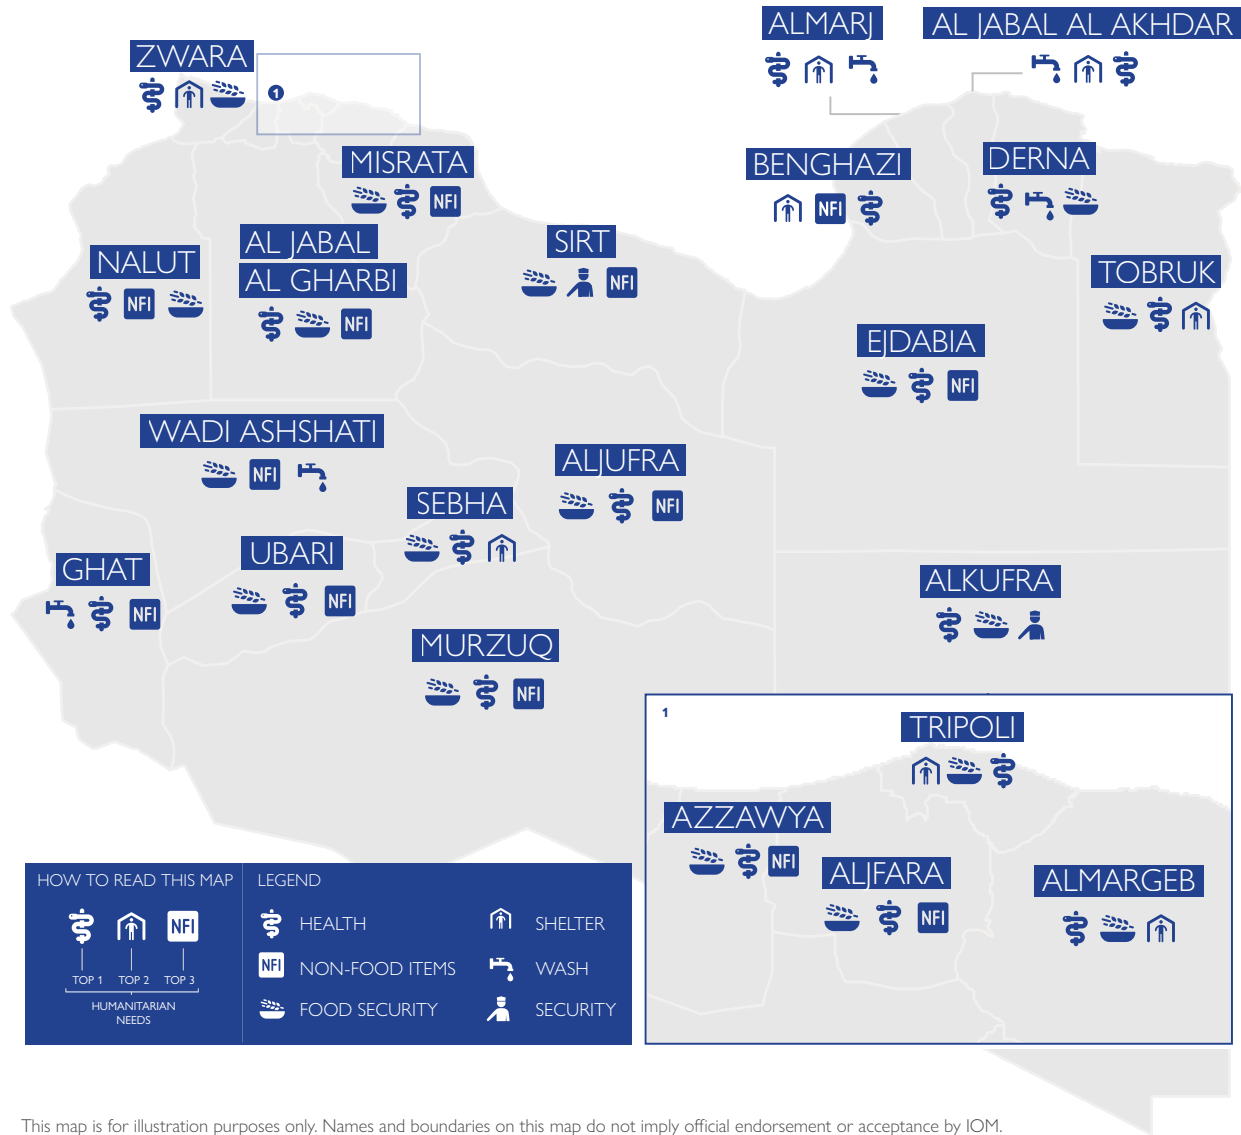 ZWARA
1
ALMARJ
AL JABAL AL AKHDAR
MISRATA
NFI
BENGHAZI
NFI
DERNA
NALUT
NFI
AL JABAL
AL GHARBI
NFI
SIRT
NFI
TOBRUK
EJDABIA
NFI
WADI ASHSHATI
NFI
ALJUFRA
NFI
SEBHA
GHAT
NFI
UBARI
NFI
ALKUFRA
MURZUQ
NFI
1
TRIPOLI
AZZAWYA
NFI
ALJFARA
NFI
ALMARGEB
HOW TO READ THIS MAP
NFI
TOP 1 TOP 2 TOP 3
HUMANITARIAN
NEEDS
LEGEND
HEALTH
SHELTER
NFI NON-FOOD ITEMS
WASH
FOOD SECURITY
SECURITY
This map is for illustration purposes only. Names and boundaries on this map do not imply official endorsement or acceptance by IOM.